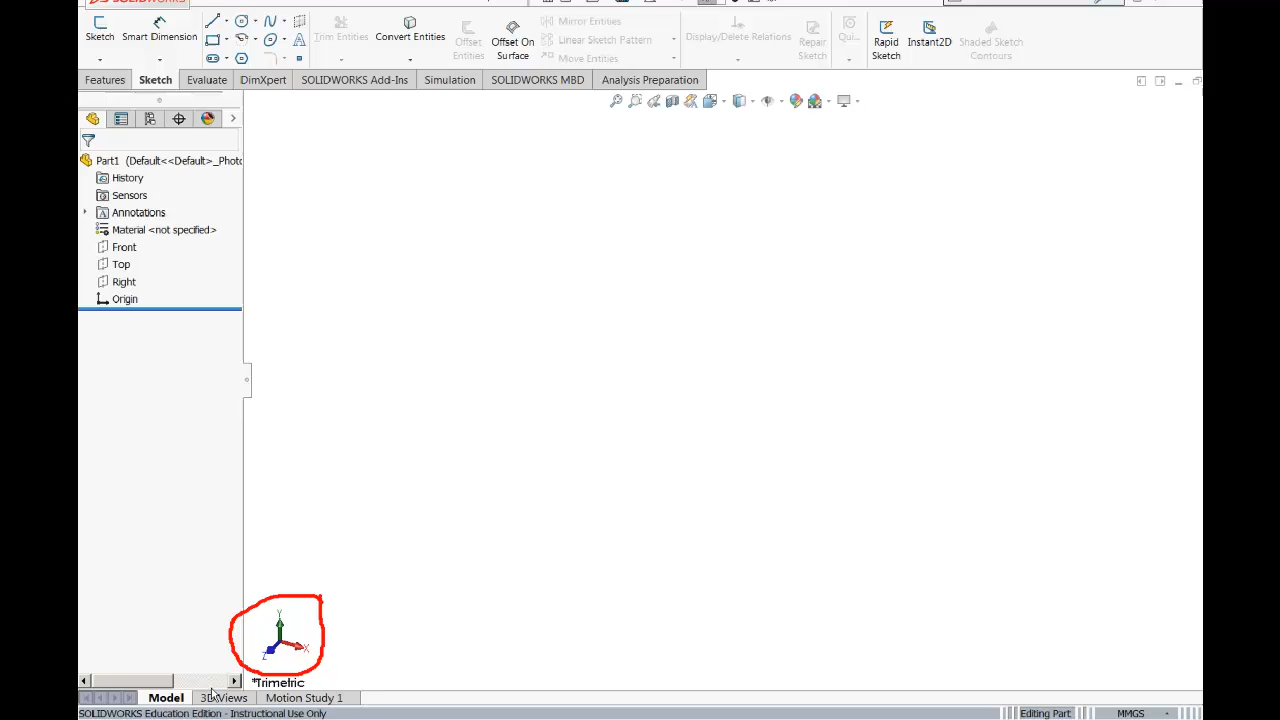 SOLIDWORKS
Sketch
Smart Dimension
Trim Entities
Convert Entities
Offset
Entities
Offset On
Surface
Mirror Entities
Linear Sketch Pattern
Move Entities
Display/Delete Relations
Repair
Sketch
Qui...
Rapid
Sketch
Instant2D
Shaded Sketch
Contours
Features
Sketch
Evaluate
DimXpert
SOLIDWORKS Add-Ins
Simulation
SOLIDWORKS MBD
Analysis Preparation
Part1 (Default<<Default>_Phot
History
Sensors
Annotations
Material <not specified>
Front
Top
Right
Origin
Y
X
Z
*Trimetric
Model
3D Views
Motion Study 1
SOLIDWORKS Education Edition - Instructional Use Only
Editing Part
MMGS